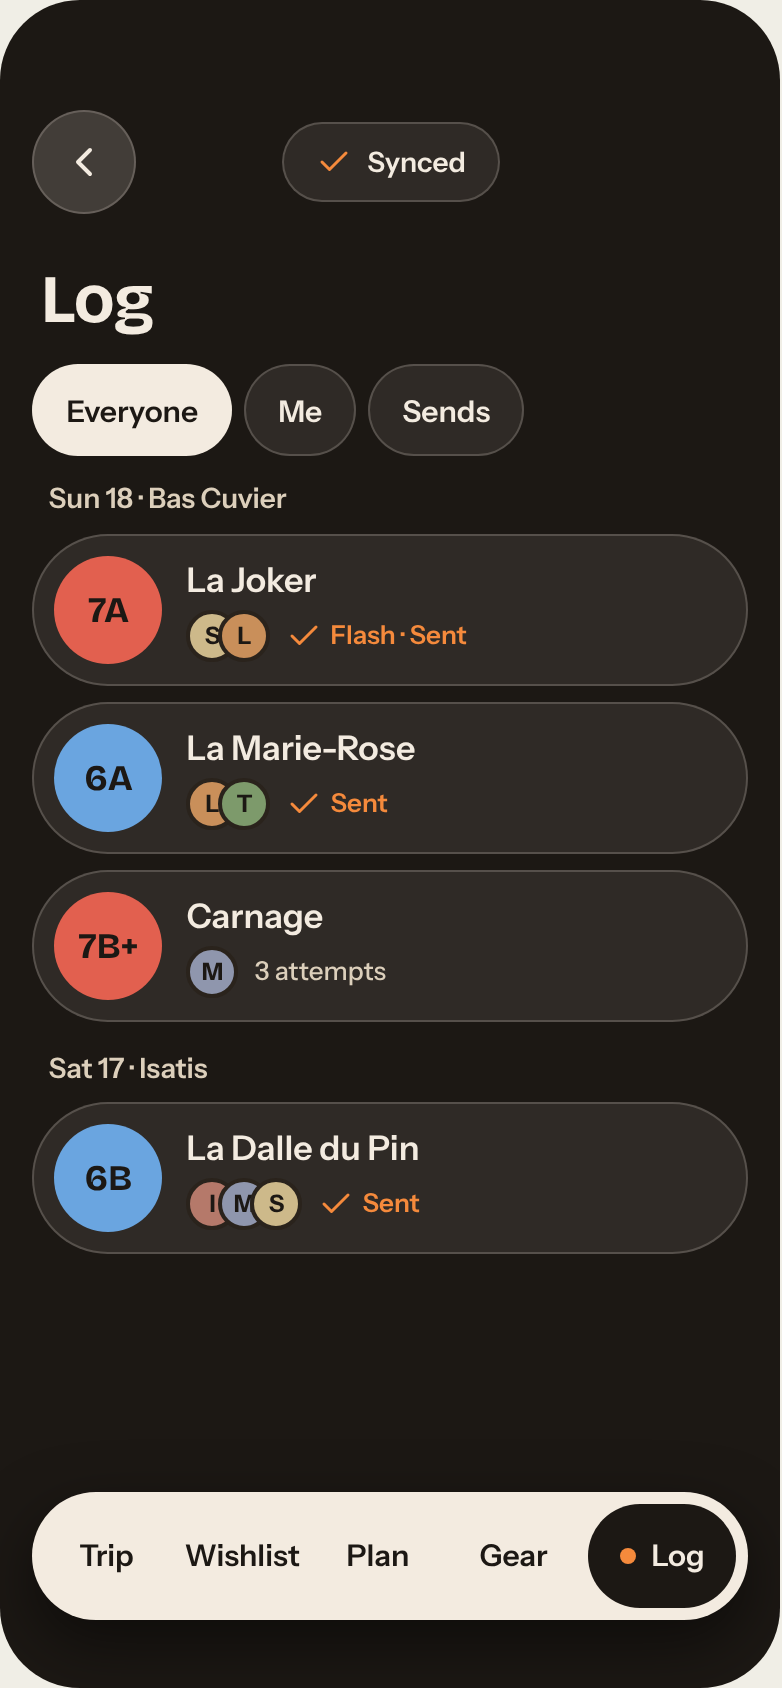 Synced
Log
Everyone Me Sends
Sun 18 · Bas Cuvier
7A La Joker
S L Flash · Sent
6A La Marie-Rose
L T Sent
7B+ Carnage
M 3 attempts
Sat 17 · Isatis
6B La Dalle du Pin
I M S Sent
Trip Wishlist Plan Gear Log